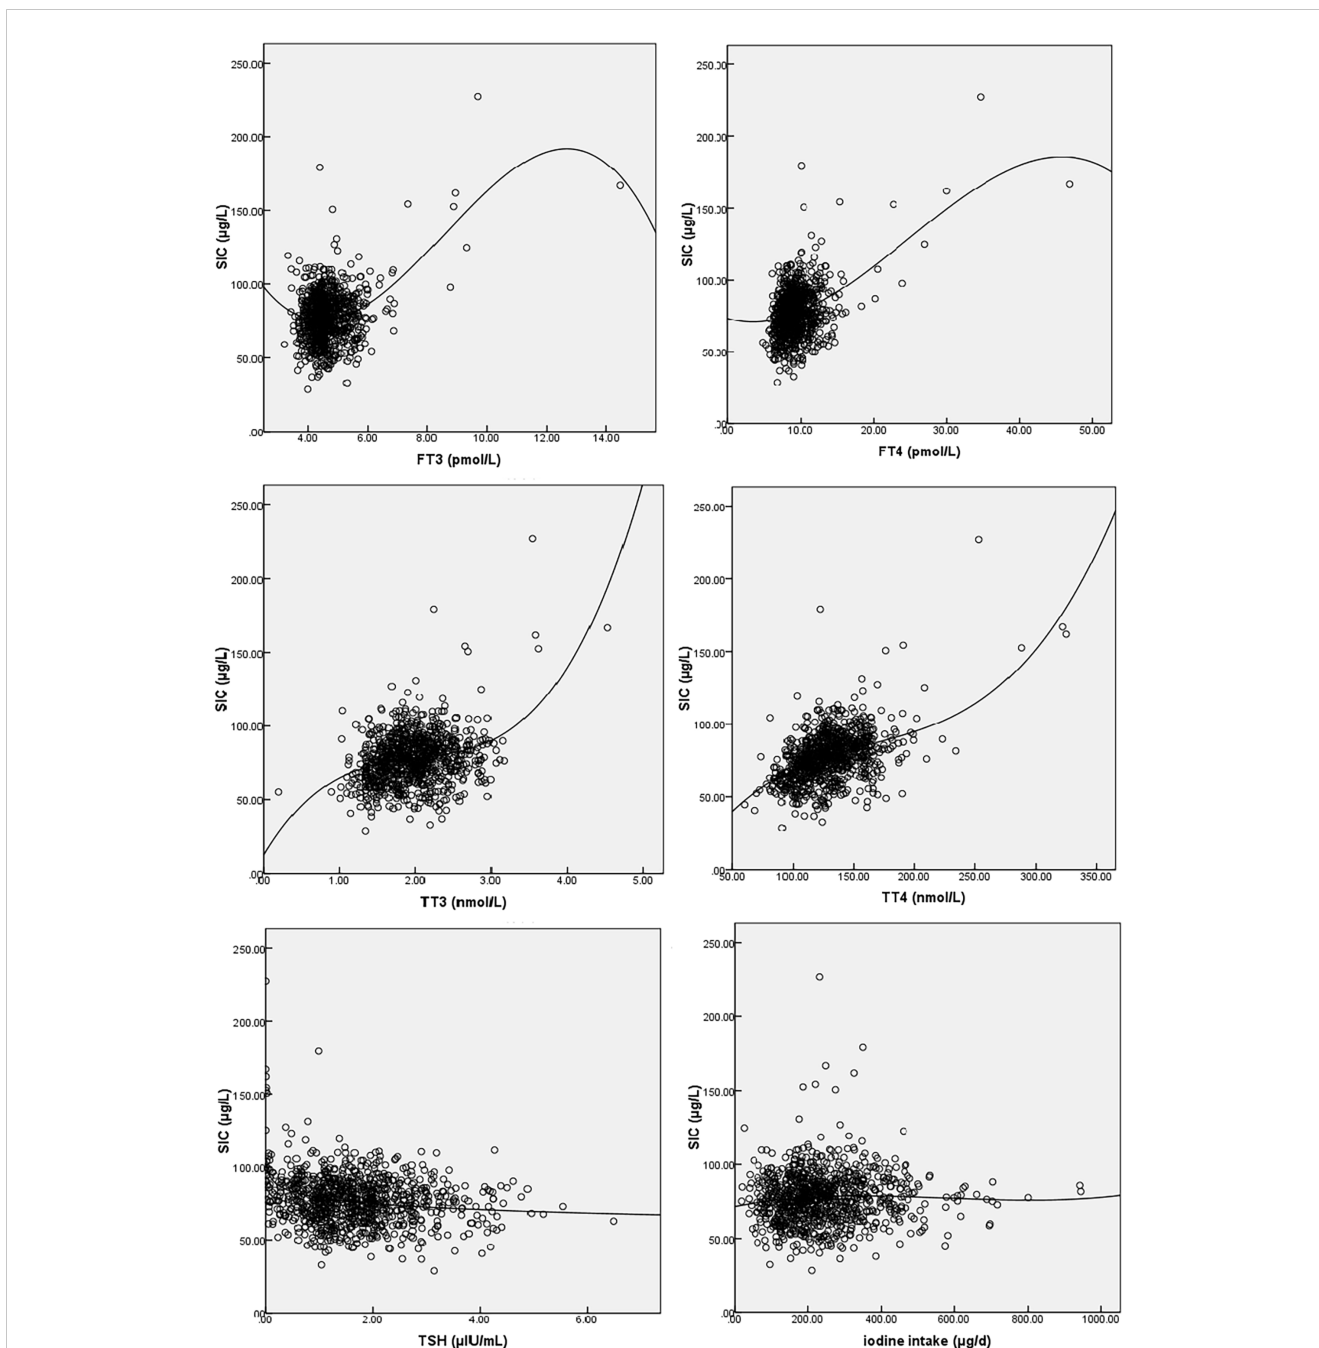 250.00
200.00
150.00
100.00
50.00
.00
SIC (µg/L)
4.00 6.00 8.00 10.00 12.00 14.00
FT3 (pmol/L)
250.00
200.00
150.00
100.00
50.00
.00
SIC (µg/L)
.00 10.00 20.00 30.00 40.00 50.00
FT4 (pmol/L)
250.00
200.00
150.00
100.00
50.00
.00
SIC (µg/L)
.00 1.00 2.00 3.00 4.00 5.00
TT3 (nmol/L)
250.00
200.00
150.00
100.00
50.00
.00
SIC (µg/L)
50.00 100.00 150.00 200.00 250.00 300.00 350.00
TT4 (nmol/L)
250.00
200.00
150.00
100.00
50.00
.00
SIC (µg/L)
.00 2.00 4.00 6.00
TSH (µIU/mL)
250.00
200.00
150.00
100.00
50.00
.00
SIC (µg/L)
.00 200.00 400.00 600.00 800.00 1000.00
iodine intake (µg/d)